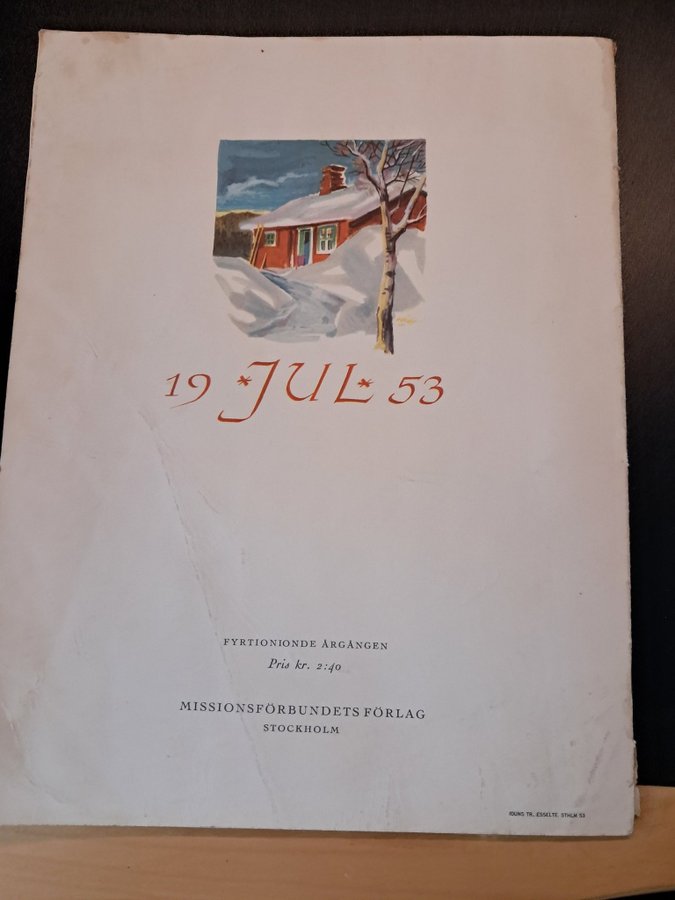 19 *JUL* 53
FYRTIONIONDE ÅRGÅNGEN
Pris kr. 2:40
MISSIONSFÖRBUNDETS FÖRLAG
STOCKHOLM
IDUNS TR., ESSELTE, STHLM 53